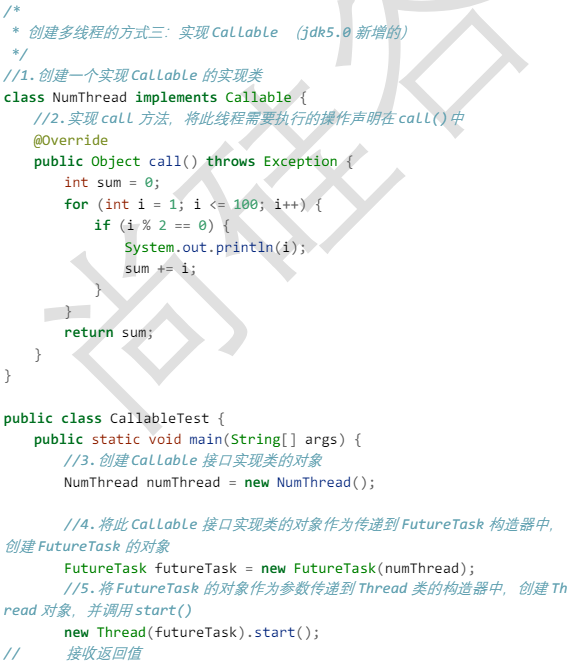 /*
 * 创建多线程的方式三：实现 Callable （jdk5.0 新增的）
 */
//1.创建一个实现 Callable 的实现类
class NumThread implements Callable {
    //2.实现 call 方法，将此线程需要执行的操作声明在 call()中
    @Override
    public Object call() throws Exception {
        int sum = 0;
        for (int i = 1; i <= 100; i++) {
            if (i % 2 == 0) {
                System.out.println(i);
                sum += i;
            }
        }
        return sum;
    }
}

public class CallableTest {
    public static void main(String[] args) {
        //3.创建 Callable 接口实现类的对象
        NumThread numThread = new NumThread();

        //4.将此 Callable 接口实现类的对象作为传递到 FutureTask 构造器中，
创建 FutureTask 的对象
        FutureTask futureTask = new FutureTask(numThread);
        //5.将 FutureTask 的对象作为参数传递到 Thread 类的构造器中，创建 Th
read 对象，并调用 start()
        new Thread(futureTask).start();
//      接收返回值
尚硅谷